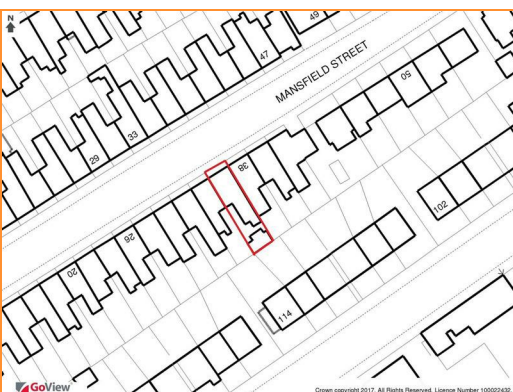 N
49
47
MANSFIELD STREET
50
33
29
38
26
102
20
114
GoView
Crown copyright 2017. All Rights Reserved. Licence Number 100022432.